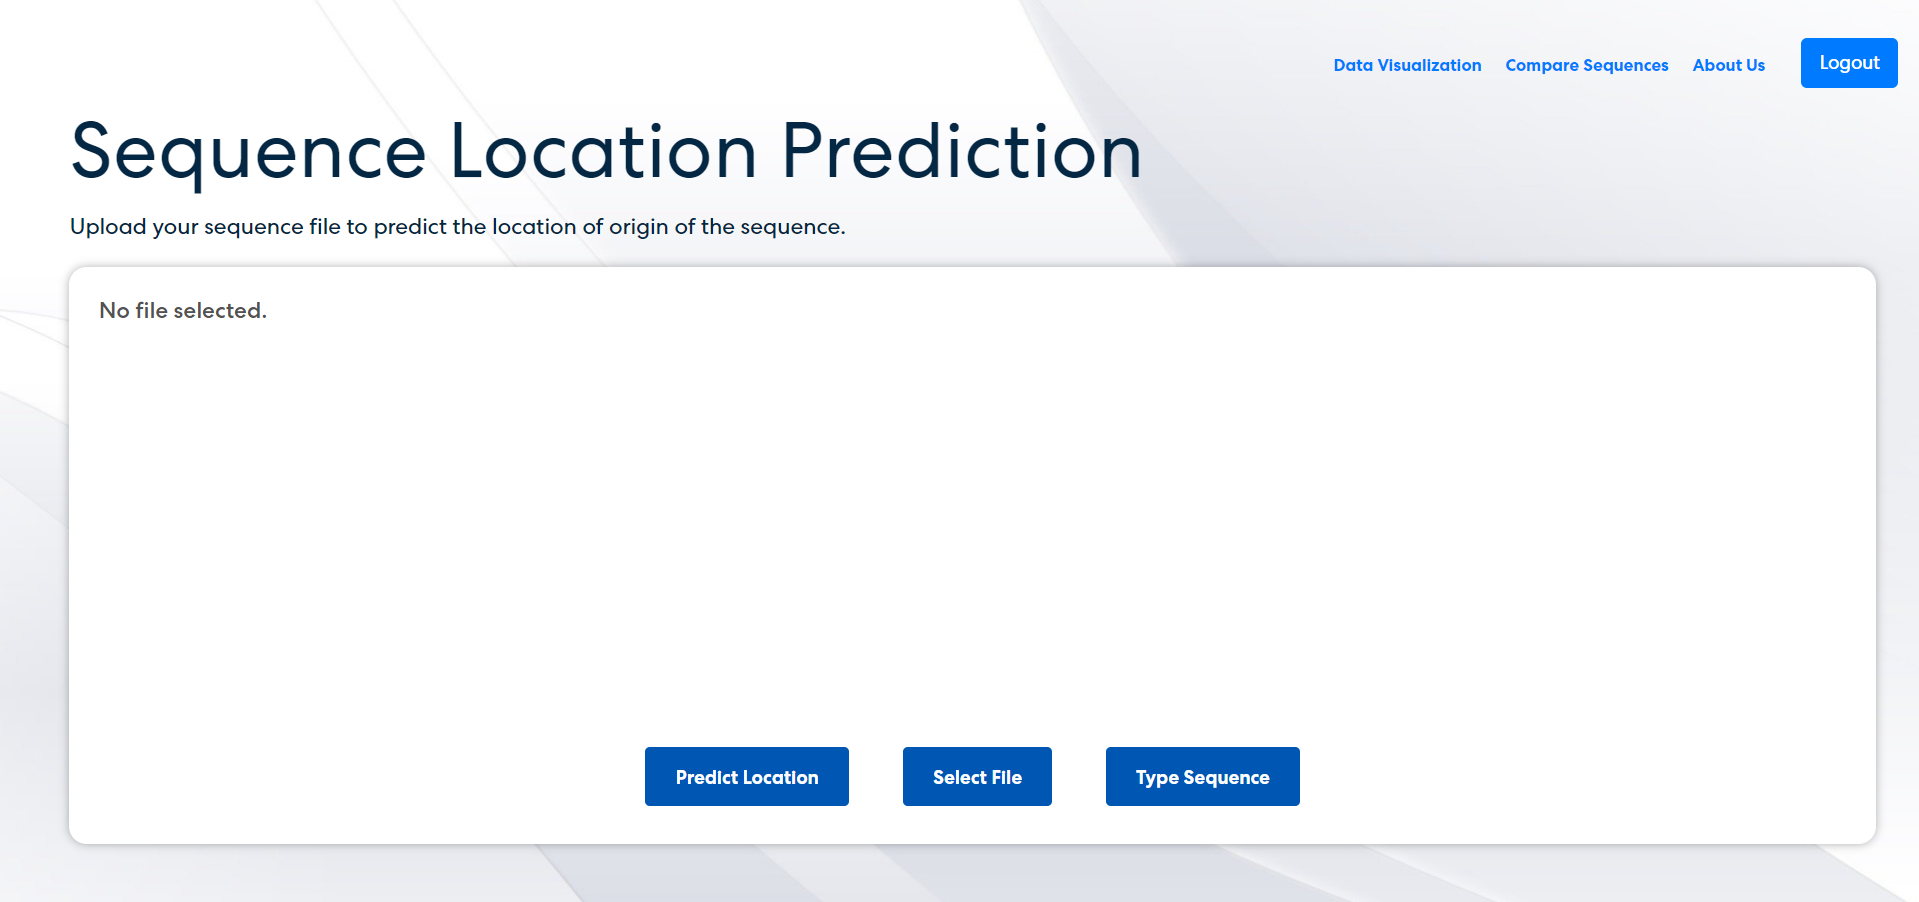 Data Visualization Compare Sequences About Us Logout
Sequence Location Prediction
Upload your sequence file to predict the location of origin of the sequence.
No file selected.
Predict Location Select File Type Sequence